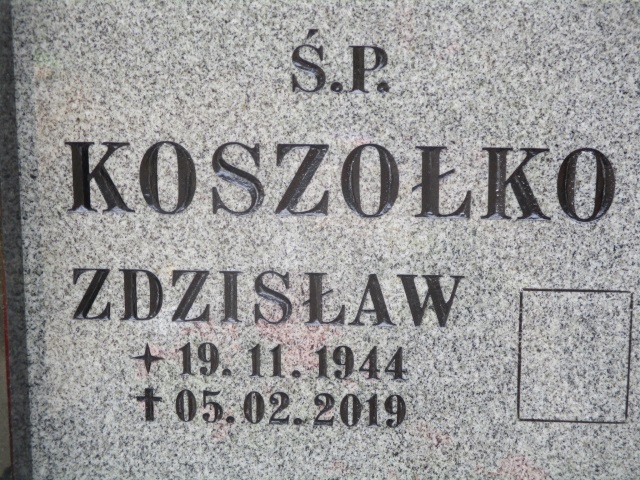 Ś.P.
KOSZOŁKO
ZDZISŁAW
19.11.1944
05.02.2019